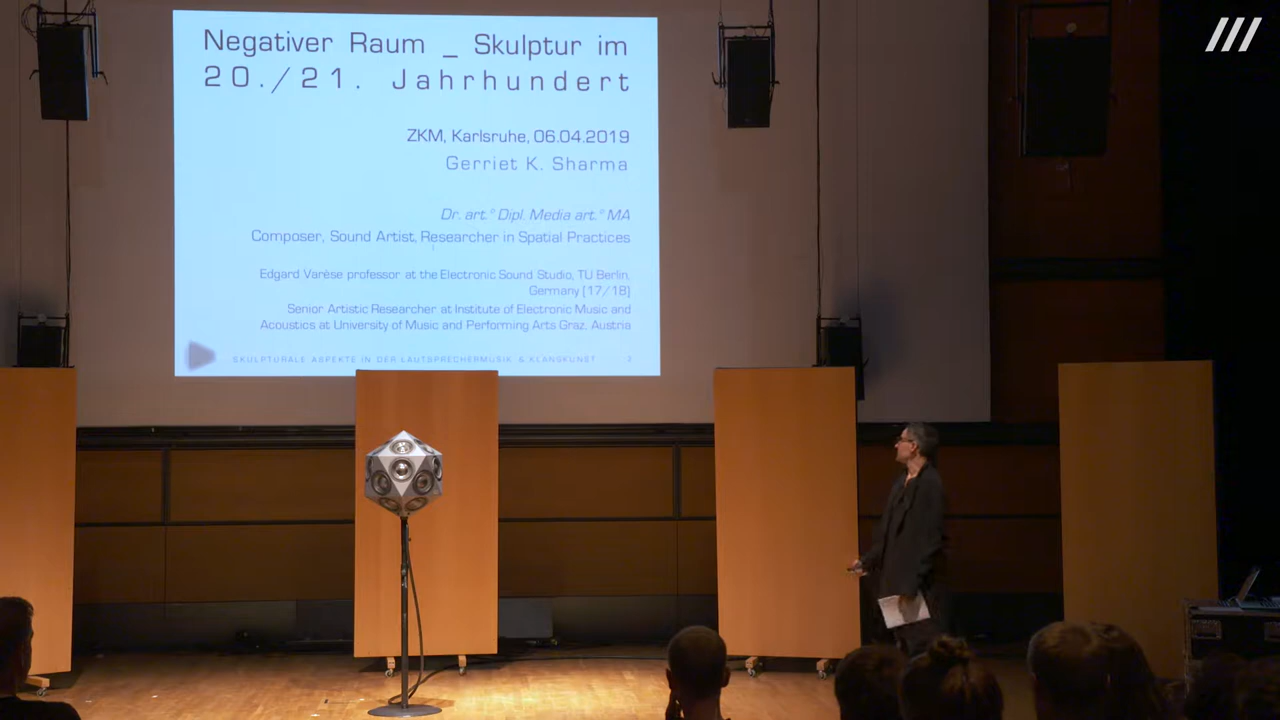 Negativer Raum _ Skulptur im
20./21. Jahrhundert
ZKM, Karlsruhe, 06.04.2019
Gerriet K. Sharma
Dr. art.° Dipl. Media art.° MA
Composer, Sound Artist, Researcher in Spatial Practices
Edgard Varèse professor at the Electronic Sound Studio, TU Berlin,
Germany (17/18)
Senior Artistic Researcher at Institute of Electronic Music and
Acoustics at University of Music and Performing Arts Graz, Austria
SKULPTURALE ASPEKTE IN DER LAUTSPRECHERMUSIK & KLANGKUNST 2